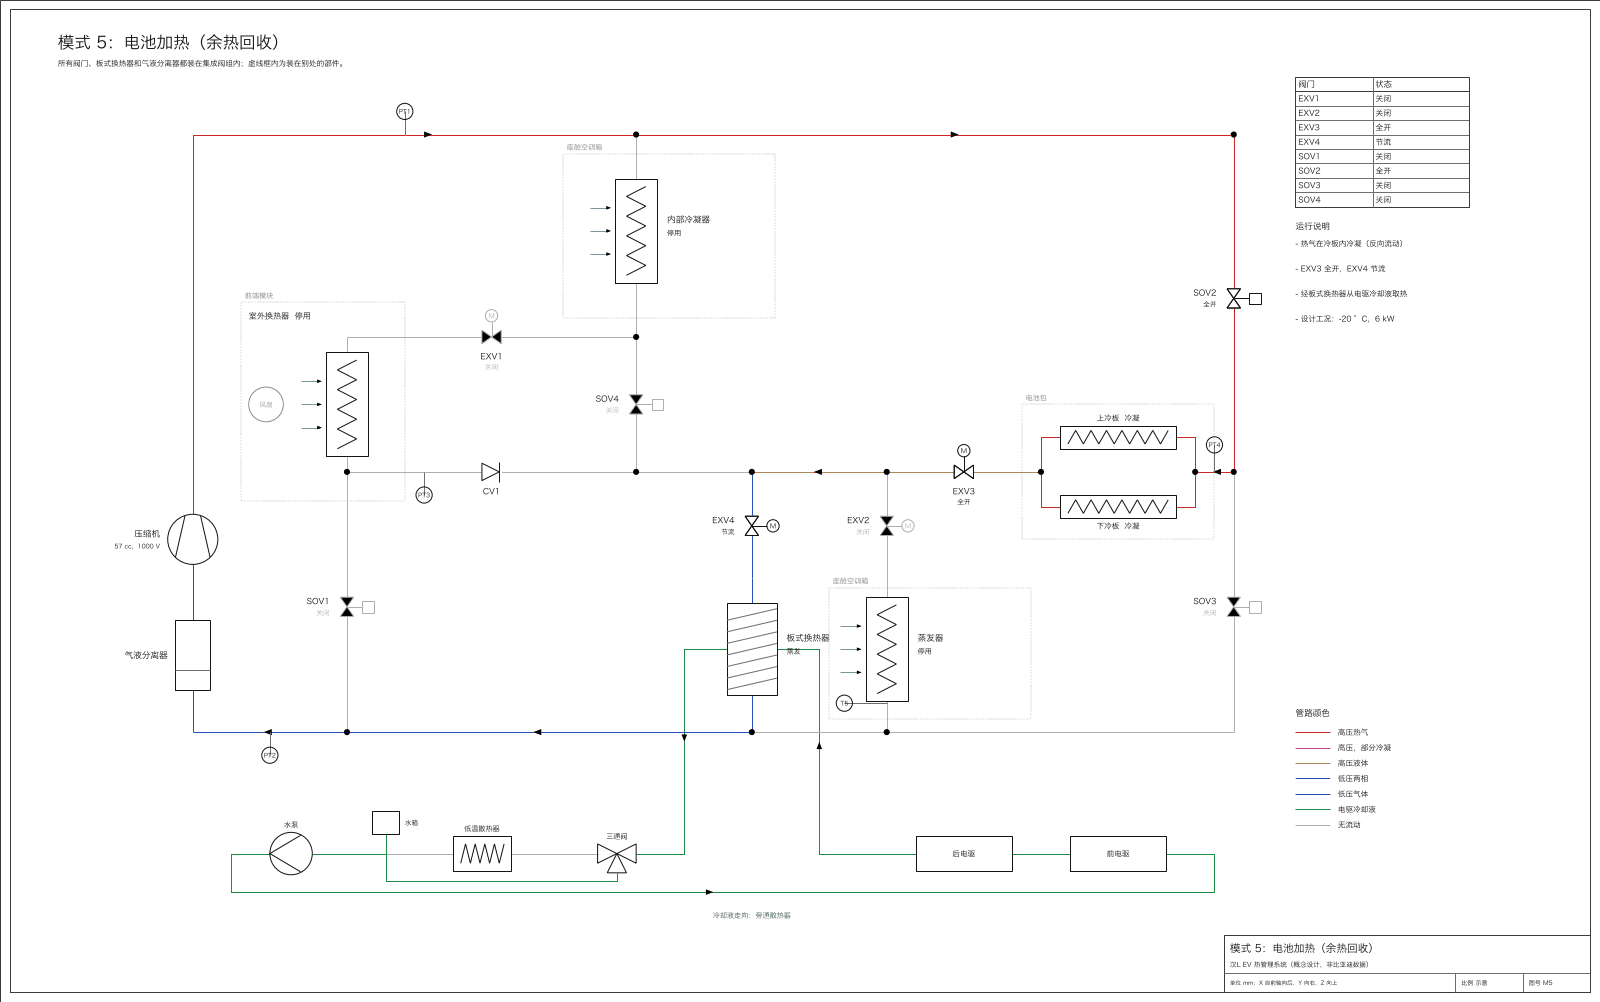 模式 5：电池加热（余热回收）
所有阀门、板式换热器和气液分离器都装在集成阀组内；虚线框内为装在别处的部件。
阀门 状态
EXV1 关闭
EXV2 关闭
EXV3 全开
EXV4 节流
SOV1 关闭
SOV2 全开
SOV3 关闭
SOV4 关闭
运行说明
- 热气在冷板内冷凝（反向流动）
- EXV3 全开，EXV4 节流
- 经板式换热器从电驱冷却液取热
- 设计工况：-20°C，6 kW
PT1
座舱空调箱
内部冷凝器
停用
前端模块
室外换热器 停用
风扇
M
EXV1
关闭
SOV4
关闭
SOV2
全开
电池包
上冷板 冷凝
PT4
下冷板 冷凝
M
EXV3
全开
PT3
CV1
EXV4
节流
M
EXV2
关闭
M
压缩机
57 cc，1000 V
SOV1
关闭
SOV3
关闭
座舱空调箱
板式换热器
蒸发
蒸发器
停用
T5
气液分离器
PT2
管路颜色
高压热气
高压，部分冷凝
高压液体
低压两相
低压气体
电驱冷却液
无流动
水泵
水箱
低温散热器
三通阀
后电驱
前电驱
冷却液走向：旁通散热器
模式 5：电池加热（余热回收）
汉L EV 热管理系统（概念设计，非比亚迪数据）
单位 mm；X 自前轴向后，Y 向右，Z 向上
比例 示意
图号 M5